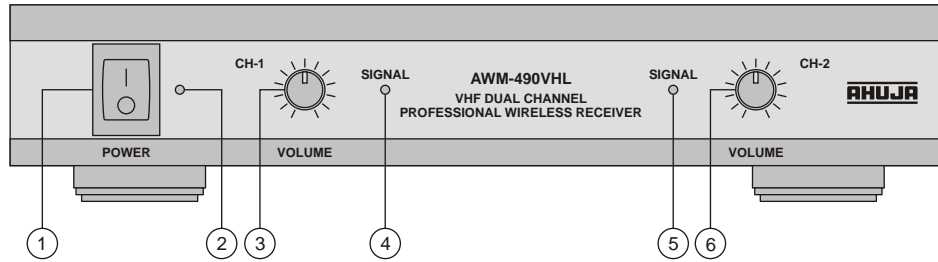 CH-1
SIGNAL
AWM-490VHL
VHF DUAL CHANNEL
PROFESSIONAL WIRELESS RECEIVER
SIGNAL
CH-2
AHUJA
POWER
VOLUME
VOLUME
1
2
3
4
5
6